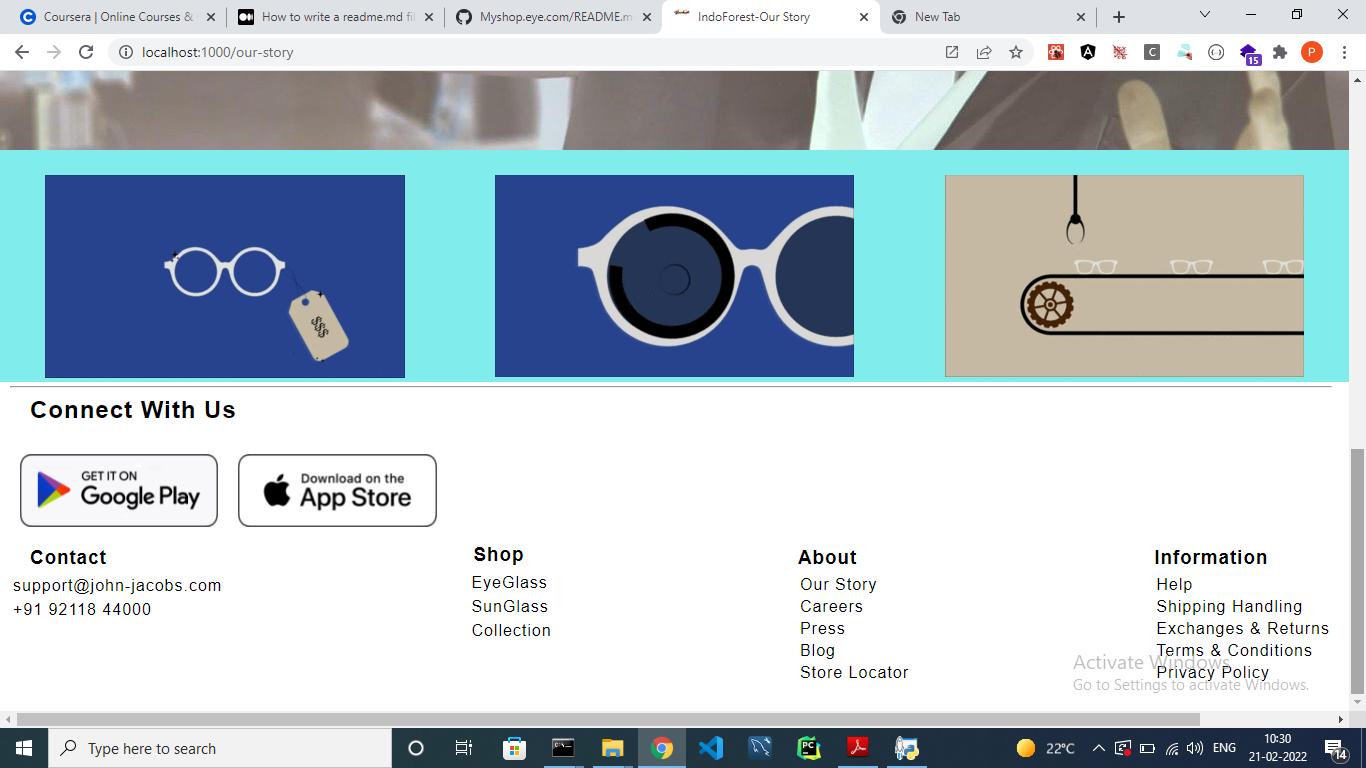 Coursera | Online Courses &
How to write a readme.md fi
Myshop.eye.com/README.m
IndoForest-Our Story
New Tab
localhost:1000/our-story
C
15
P
$$$
Connect With Us
GET IT ON
Google Play
Download on the
App Store
Contact
support@john-jacobs.com
+91 92118 44000
Shop
EyeGlass
SunGlass
Collection
About
Our Story
Careers
Press
Blog
Store Locator
Information
Help
Shipping Handling
Exchanges & Returns
Terms & Conditions
Privacy Policy
Activate Windows
Go to Settings to activate Windows.
Type here to search
22°C
ENG
10:30
21-02-2022
14